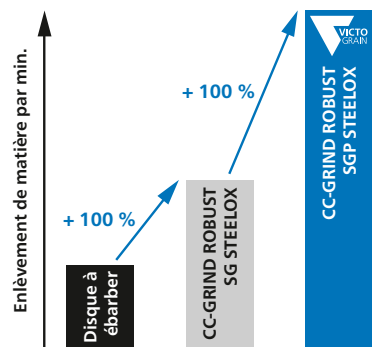 Enlèvement de matière par min.
+ 100 %
Disque à
ébarber
+ 100 %
CC-GRIND ROBUST
SG STEELOX
VICTO
GRAIN
CC-GRIND ROBUST
SGP STEELOX